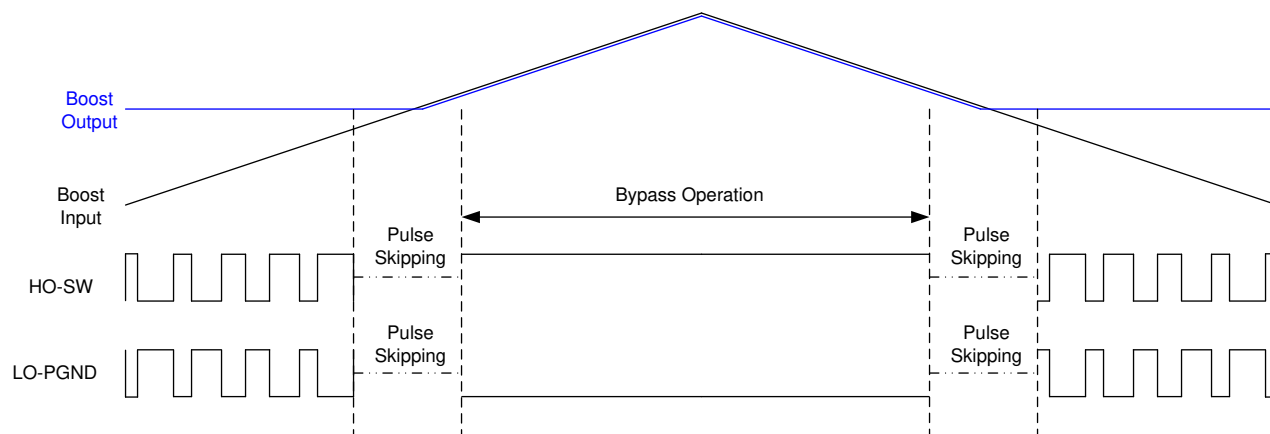 Boost
Output
Boost
Input
Bypass Operation
Pulse
Skipping
Pulse
Skipping
HO-SW
Pulse
Skipping
Pulse
Skipping
LO-PGND